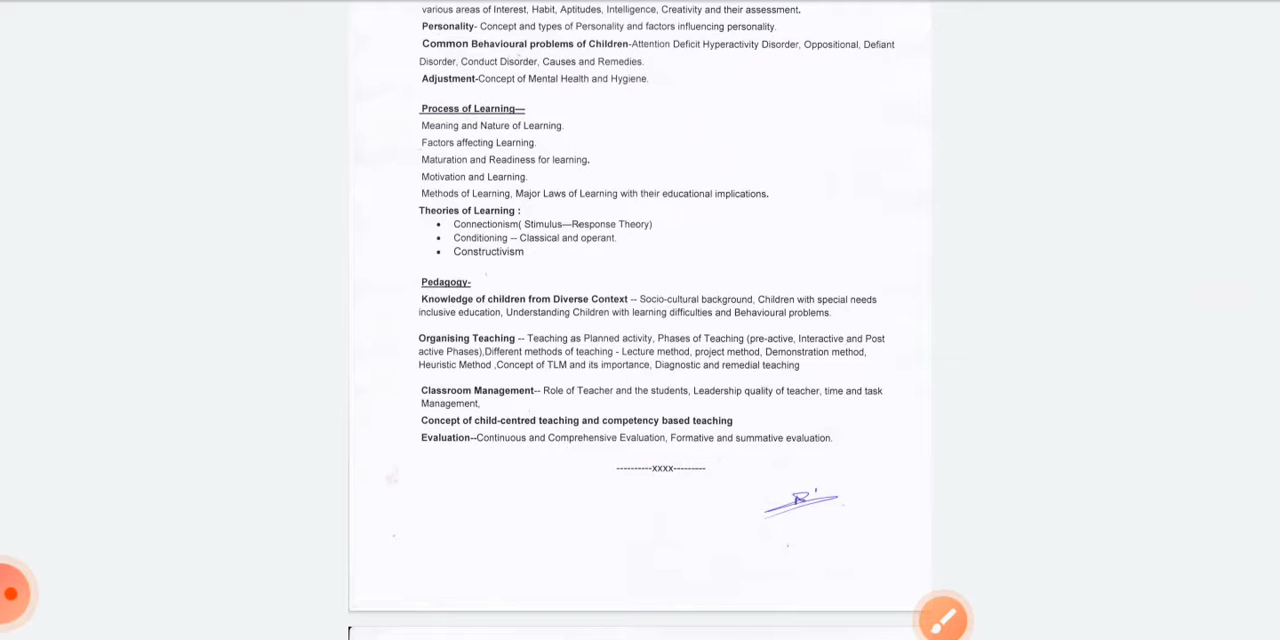 various areas of Interest, Habit, Aptitudes, Intelligence, Creativity and their assessment.
Personality- Concept and types of Personality and factors influencing personality.
Common Behavioural problems of Children-Attention Deficit Hyperactivity Disorder, Oppositional, Defiant
Disorder, Conduct Disorder, Causes and Remedies.
Adjustment-Concept of Mental Health and Hygiene.
Process of Learning—
Meaning and Nature of Learning.
Factors affecting Learning.
Maturation and Readiness for learning.
Motivation and Learning.
Methods of Learning, Major Laws of Learning with their educational implications.
Theories of Learning :
• Connectionism( Stimulus—Response Theory)
• Conditioning -- Classical and operant.
• Constructivism
Pedagogy-
Knowledge of children from Diverse Context -- Socio-cultural background, Children with special needs
inclusive education, Understanding Children with learning difficulties and Behavioural problems.
Organising Teaching -- Teaching as Planned activity, Phases of Teaching (pre-active, Interactive and Post
active Phases),Different methods of teaching - Lecture method, project method, Demonstration method,
Heuristic Method ,Concept of TLM and its importance, Diagnostic and remedial teaching
Classroom Management-- Role of Teacher and the students, Leadership quality of teacher, time and task
Management,
Concept of child-centred teaching and competency based teaching
Evaluation--Continuous and Comprehensive Evaluation, Formative and summative evaluation.
----------xxxx---------